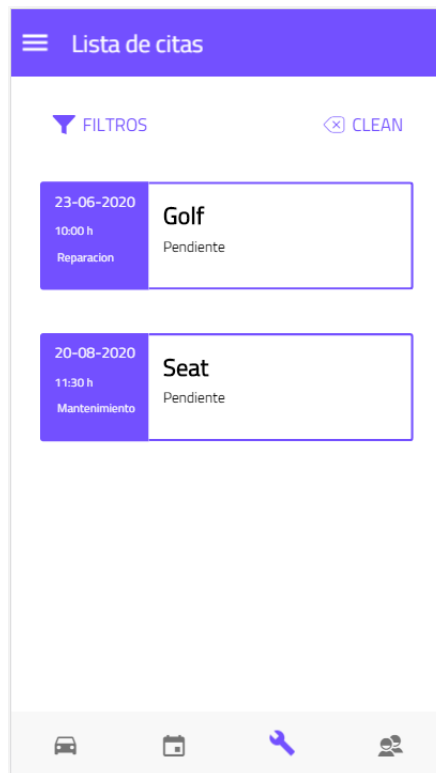 Lista de citas
FILTROS
CLEAN
23-06-2020
10:00 h
Reparacion
Golf
Pendiente
20-08-2020
11:30 h
Mantenimiento
Seat
Pendiente